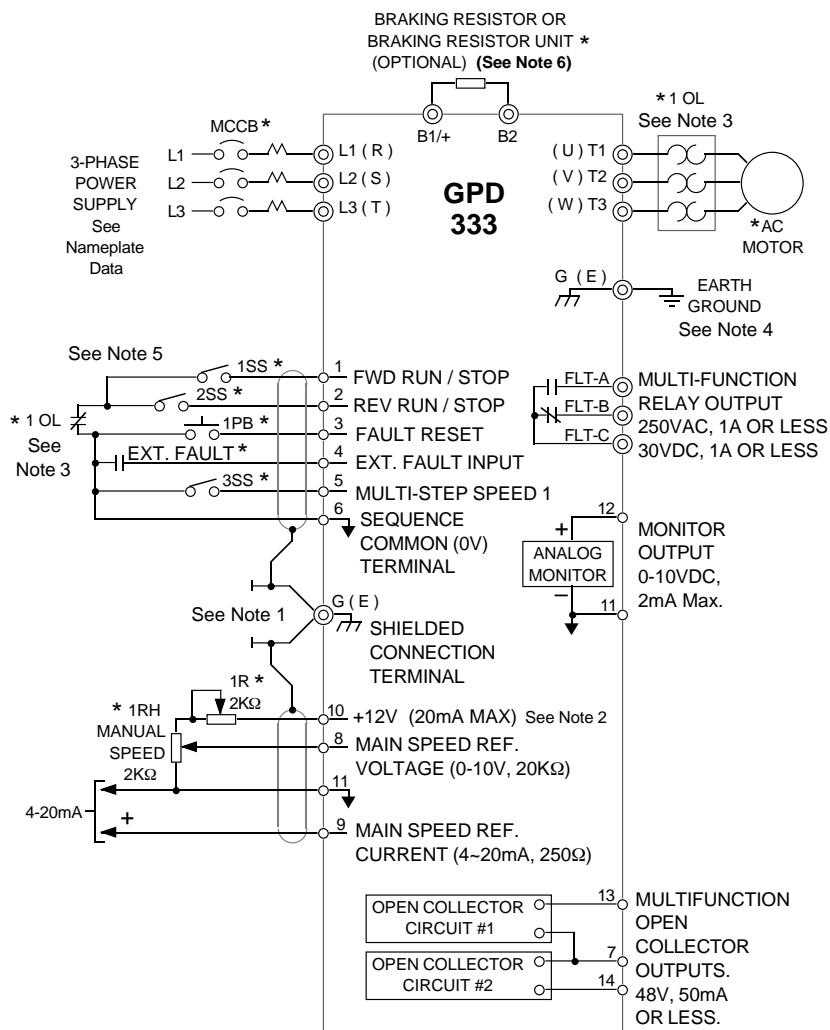 BRAKING RESISTOR OR
BRAKING RESISTOR UNIT *
(OPTIONAL) (See Note 6)
B1/+
B2
MCCB *
3-PHASE
POWER
SUPPLY
See
Nameplate
Data
L1
L2
L3
L1 ( R )
L2 ( S )
L3 ( T )
GPD
333
( U ) T1
( V ) T2
( W ) T3
* 1 OL
See Note 3
* AC
MOTOR
G ( E )
EARTH
GROUND
See Note 4
See Note 5
* 1 OL
See
Note 3
1SS *
1
FWD RUN / STOP
2SS *
2
REV RUN / STOP
1PB *
3
FAULT RESET
EXT. FAULT *
4
EXT. FAULT INPUT
3SS *
5
MULTI-STEP SPEED 1
6
SEQUENCE
COMMON (0V)
TERMINAL
FLT-A
FLT-B
FLT-C
MULTI-FUNCTION
RELAY OUTPUT
250VAC, 1A OR LESS
30VDC, 1A OR LESS
12
+
ANALOG
MONITOR
–
11
MONITOR
OUTPUT
0-10VDC,
2mA Max.
See Note 1
G ( E )
SHIELDED
CONNECTION
TERMINAL
1R *
2KΩ
* 1RH
MANUAL
SPEED
2KΩ
10
+12V (20mA MAX) See Note 2
8
MAIN SPEED REF.
VOLTAGE (0-10V, 20KΩ)
11
4-20mA
+
9
MAIN SPEED REF.
CURRENT (4~20mA, 250Ω)
OPEN COLLECTOR
CIRCUIT #1
OPEN COLLECTOR
CIRCUIT #2
13
7
14
MULTIFUNCTION
OPEN
COLLECTOR
OUTPUTS.
48V, 50mA
OR LESS.